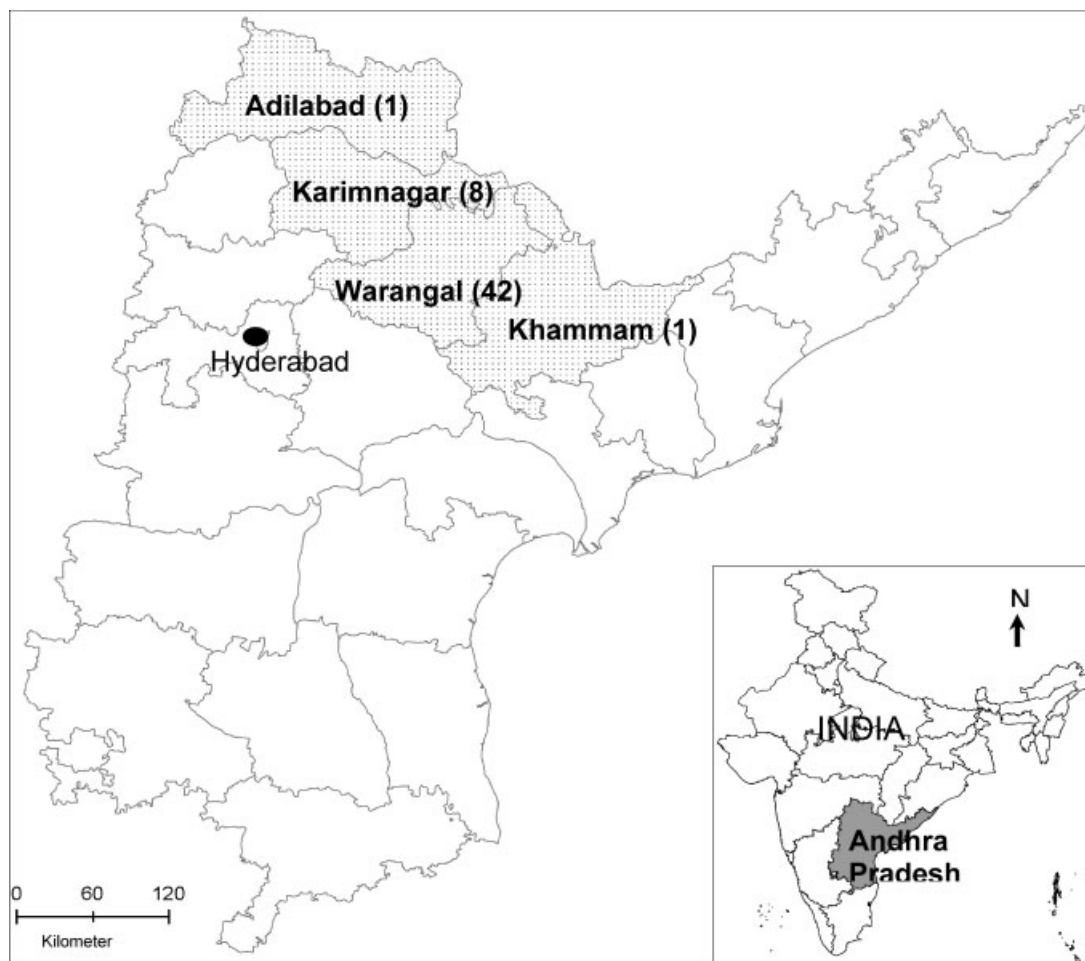 Adilabad (1)
Karimnagar (8)
Warangal (42)
Khammam (1)
Hyderabad
N
INDIA
Andhra
Pradesh
0 60 120
Kilometer